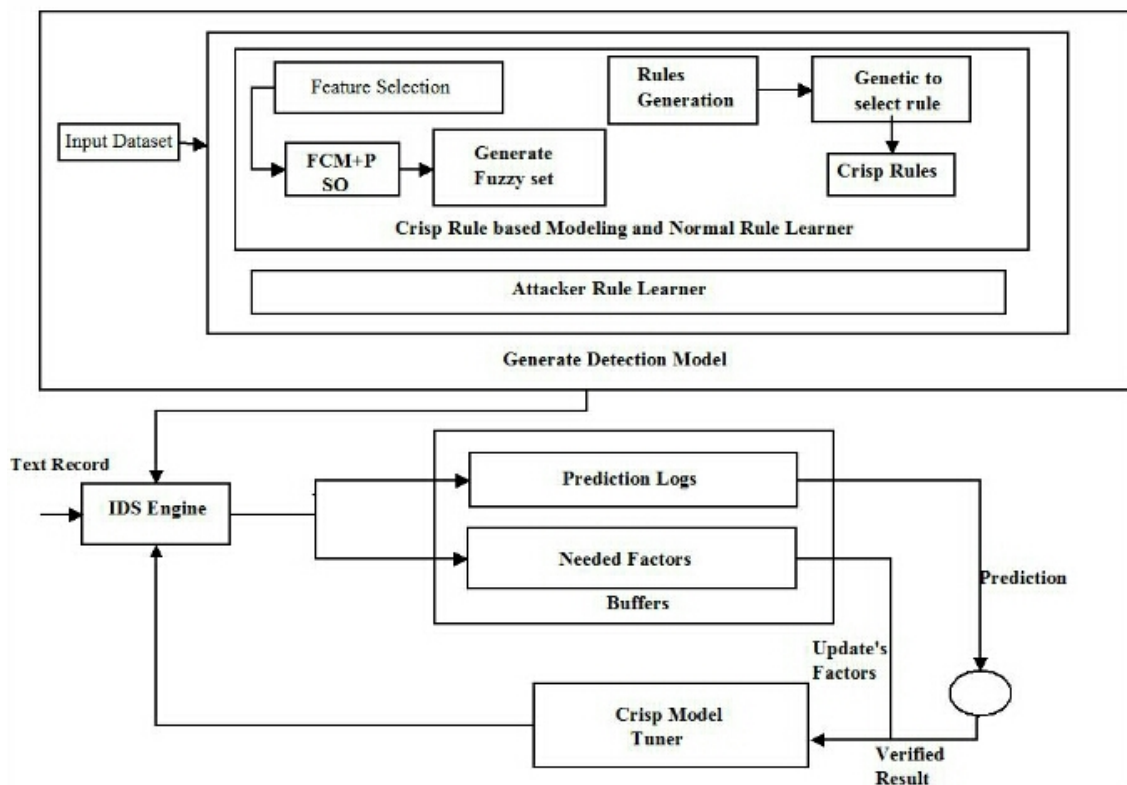 Feature Selection
Rules
Generation
Genetic to
select rule
Input Dataset
FCM+P
SO
Generate
Fuzzy set
Crisp Rules
Crisp Rule based Modeling and Normal Rule Learner
Attacker Rule Learner
Generate Detection Model
Text Record
IDS Engine
Prediction Logs
Needed Factors
Buffers
Prediction
Update's
Factors
Crisp Model
Tuner
Verified
Result